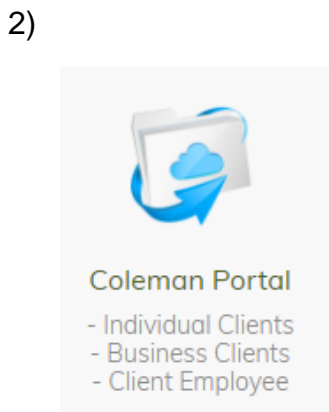 2)
Coleman Portal
- Individual Clients
- Business Clients
- Client Employee